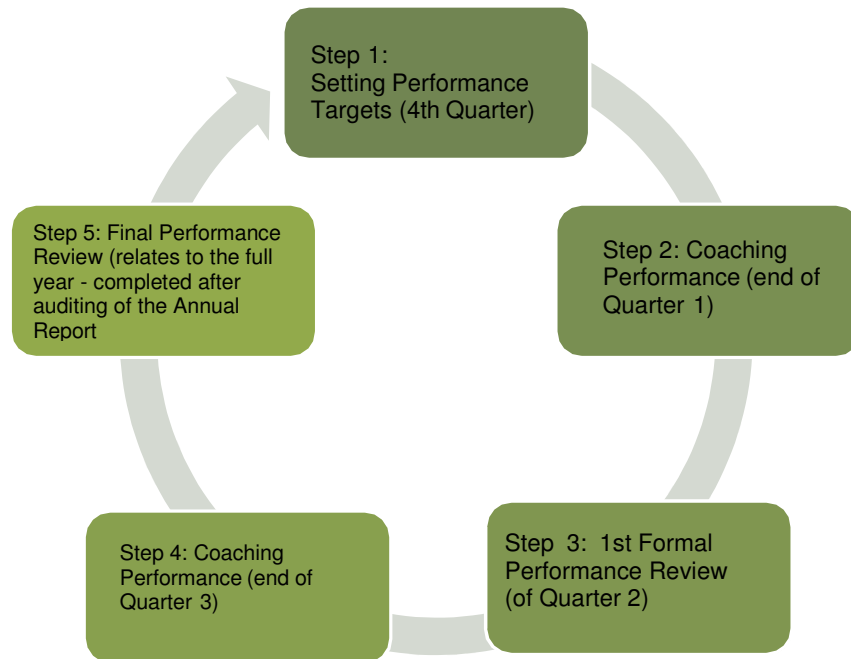 Step 1:
Setting Performance
Targets (4th Quarter)
Step 2: Coaching
Performance (end of
Quarter 1)
Step 3: 1st Formal
Performance Review
(of Quarter 2)
Step 4: Coaching
Performance (end of
Quarter 3)
Step 5: Final Performance
Review (relates to the full
year - completed after
auditing of the Annual
Report